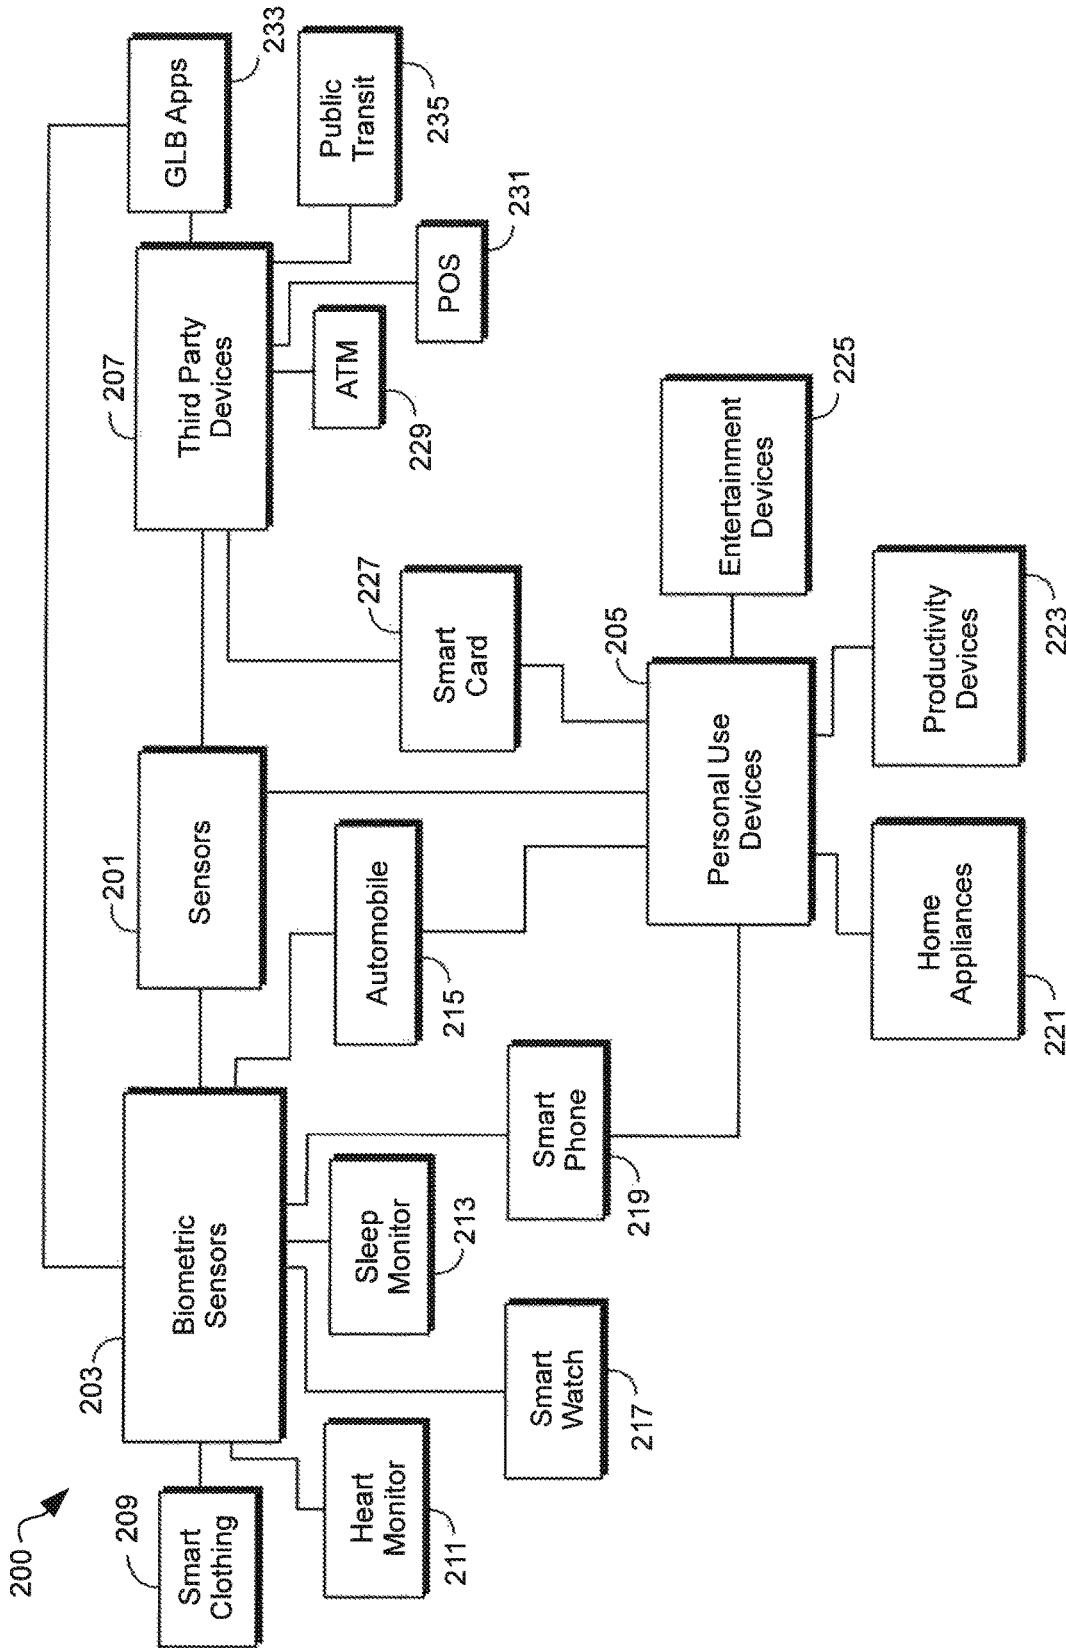 200
209
Smart
Clothing
203
Biometric
Sensors
201
Sensors
207
Third Party
Devices
GLB Apps
233
Heart
Monitor
211
Sleep
Monitor
213
Automobile
215
ATM
229
Public
Transit
235
Smart
Watch
217
Smart
Phone
219
Smart
Card
227
POS
231
Personal Use
Devices
205
Entertainment
Devices
225
Home
Appliances
221
Productivity
Devices
223